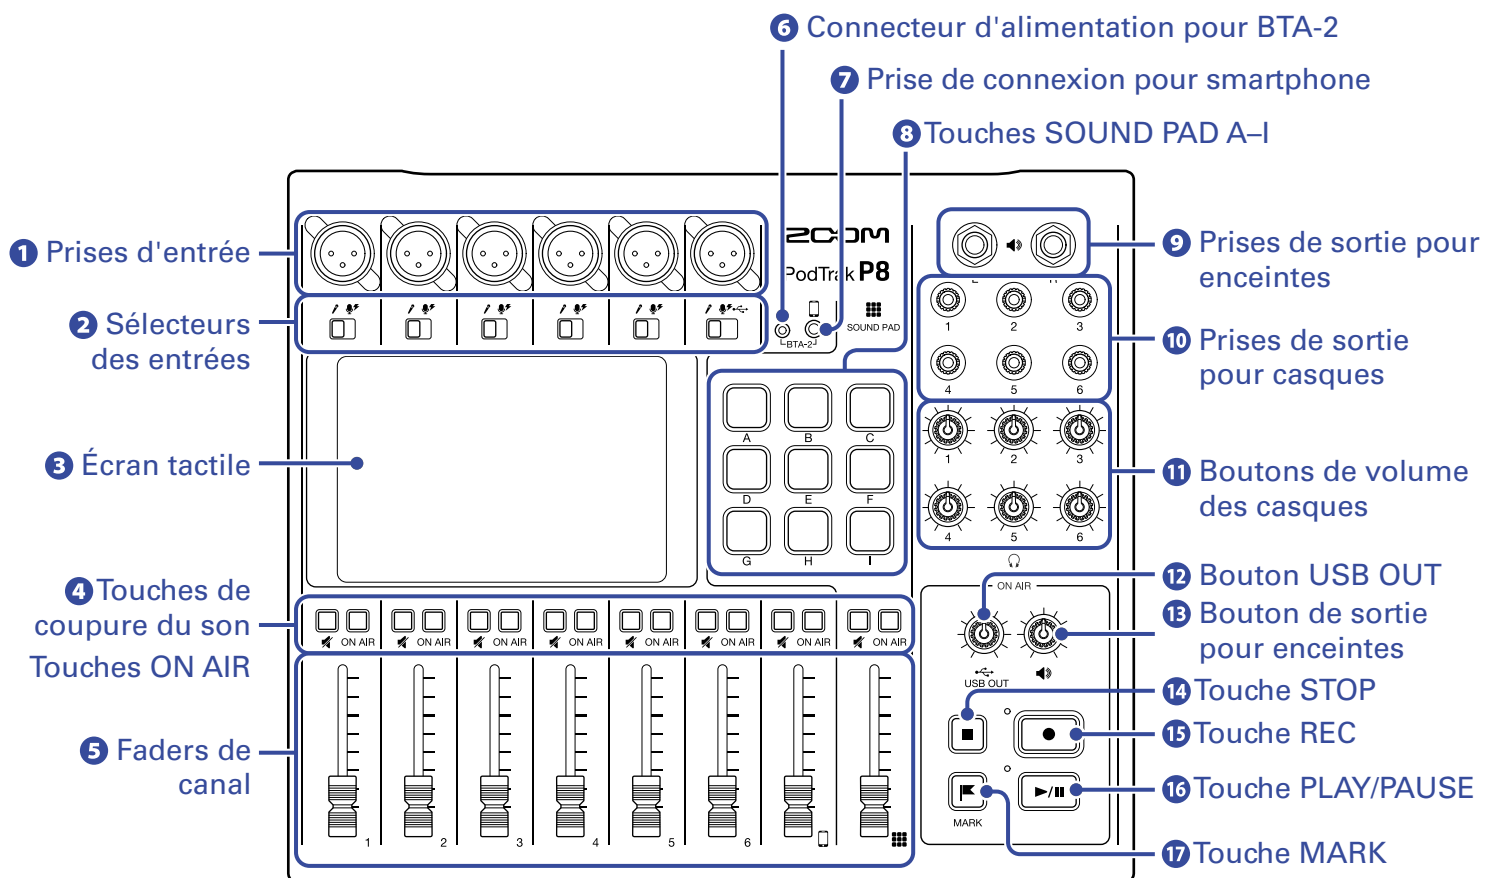 6 Connecteur d'alimentation pour BTA-2
7 Prise de connexion pour smartphone
8 Touches SOUND PAD A–I
1 Prises d'entrée
2 Sélecteurs
des entrées
3 Écran tactile
4 Touches de
coupure du son
Touches ON AIR
5 Faders de
canal
ZOOM
PodTrak P8
SOUND PAD
BTA-2
A B C
D E F
G H I
L R
1 2 3
4 5 6
1 2 3
4 5 6
ON AIR
USB OUT
MARK
ON AIR ON AIR ON AIR ON AIR ON AIR ON AIR ON AIR ON AIR
1 2 3 4 5 6
9 Prises de sortie pour
enceintes
10 Prises de sortie
pour casques
11 Boutons de volume
des casques
12 Bouton USB OUT
13 Bouton de sortie
pour enceintes
14 Touche STOP
15 Touche REC
16 Touche PLAY/PAUSE
17 Touche MARK